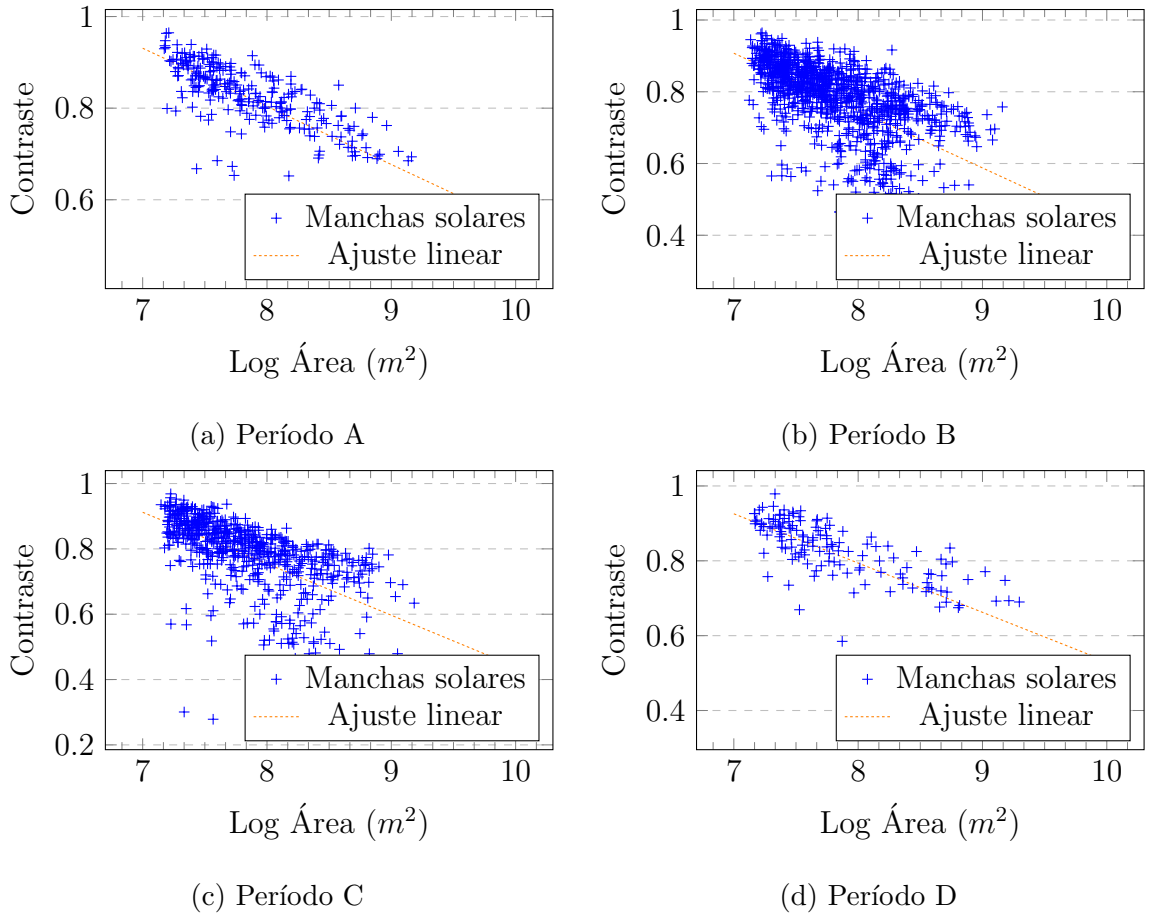 1
0.8
0.6
7
8
9
10
Contraste
Log Área (m²)
Manchas solares
Ajuste linear
(a) Período A
1
0.8
0.6
0.4
7
8
9
10
Contraste
Log Área (m²)
Manchas solares
Ajuste linear
(b) Período B
1
0.8
0.6
0.4
0.2
7
8
9
10
Contraste
Log Área (m²)
Manchas solares
Ajuste linear
(c) Período C
1
0.8
0.6
0.4
7
8
9
10
Contraste
Log Área (m²)
Manchas solares
Ajuste linear
(d) Período D